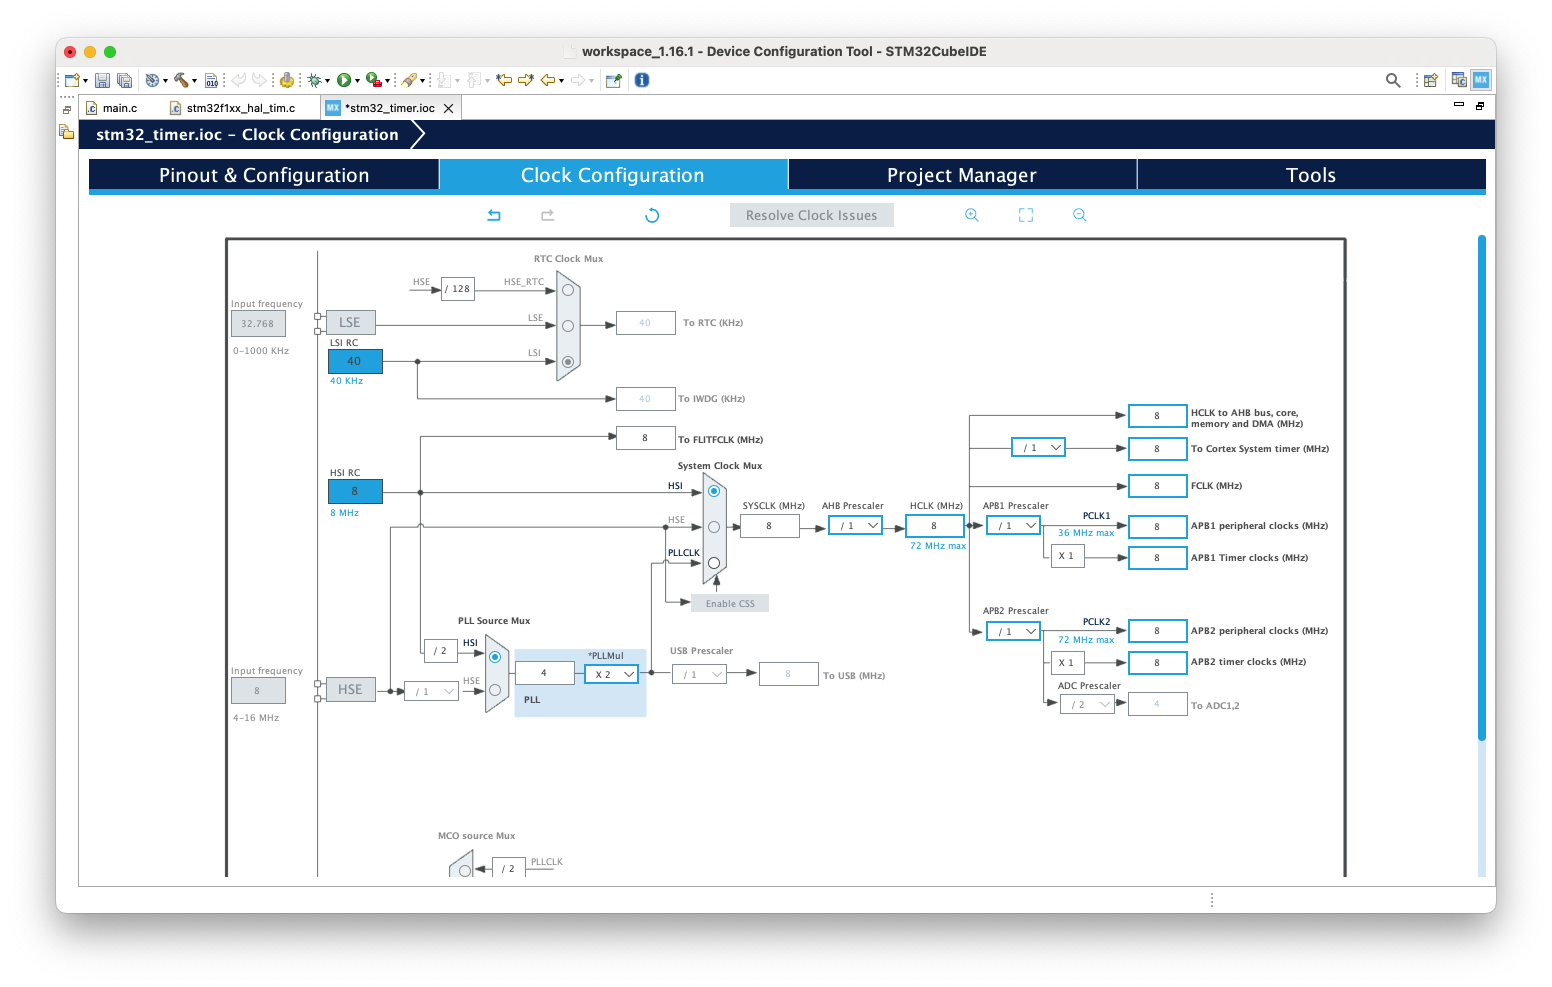 workspace_1.16.1 - Device Configuration Tool - STM32CubeIDE
010
MX
main.c
stm32f1xx_hal_tim.c
MX *stm32_timer.ioc
stm32_timer.ioc - Clock Configuration
Pinout & Configuration
Clock Configuration
Project Manager
Tools
Resolve Clock Issues
RTC Clock Mux
HSE
/ 128
HSE_RTC
Input frequency
32.768
0-1000 KHz
LSE
LSE
40
To RTC (KHz)
LSI RC
40
40 KHz
LSI
40
To IWDG (KHz)
8
To FLITFCLK (MHz)
8
HCLK to AHB bus, core,
memory and DMA (MHz)
/ 1
8
To Cortex System timer (MHz)
System Clock Mux
HSI RC
8
8 MHz
HSI
8
FCLK (MHz)
HSE
PLLCLK
SYSCLK (MHz)
8
AHB Prescaler
/ 1
HCLK (MHz)
8
72 MHz max
APB1 Prescaler
/ 1
PCLK1
36 MHz max
8
APB1 peripheral clocks (MHz)
X 1
8
APB1 Timer clocks (MHz)
Enable CSS
PLL Source Mux
/ 2
HSI
APB2 Prescaler
/ 1
PCLK2
72 MHz max
8
APB2 peripheral clocks (MHz)
X 1
8
APB2 timer clocks (MHz)
Input frequency
8
4-16 MHz
HSE
/ 1
HSE
4
*PLLMul
X 2
PLL
USB Prescaler
/ 1
8
To USB (MHz)
ADC Prescaler
/ 2
4
To ADC1,2
MCO source Mux
/ 2
PLLCLK